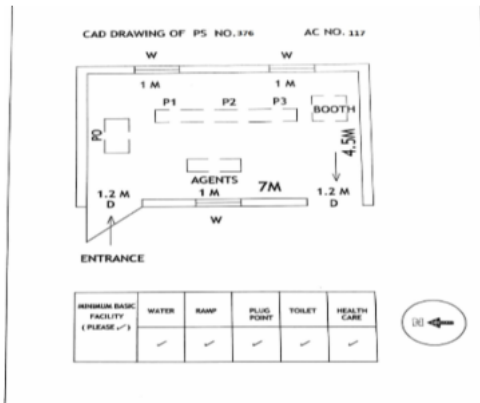 CAD DRAWING OF PS NO.376 AC NO. 117
W W
1 M 1 M
P1 P2 P3
BOOTH
PO
4.5M
AGENTS
1.2 M 1 M 7M 1.2 M
D D
W
ENTRANCE
MINIMUM BASIC FACILITY (PLEASE ✓) WATER RAMP PLUG POINT TOILET HEALTH CARE
✓ ✓ ✓ ✓ ✓